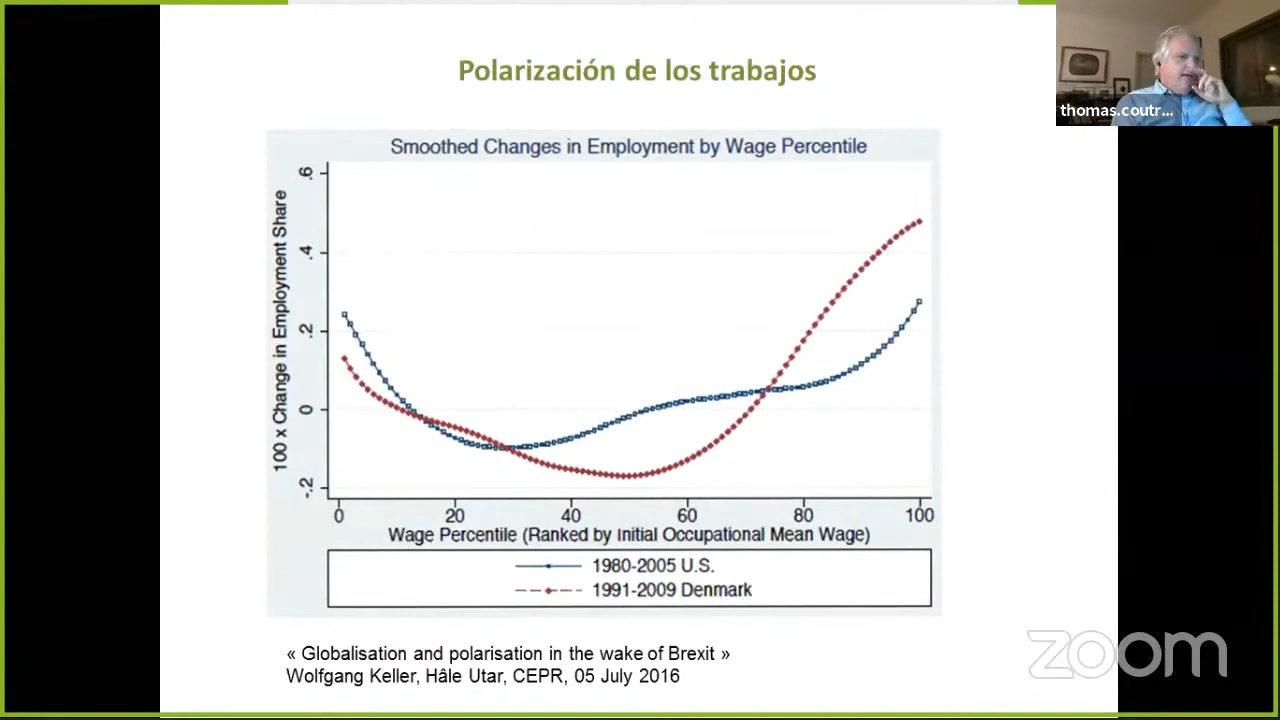 Polarización de los trabajos
thomas.coutr...
Smoothed Changes in Employment by Wage Percentile
100 x Change in Employment Share
.6
.4
.2
0
-.2
0 20 40 60 80 100
Wage Percentile (Ranked by Initial Occupational Mean Wage)
1980-2005 U.S.
1991-2009 Denmark
« Globalisation and polarisation in the wake of Brexit »
Wolfgang Keller, Hâle Utar, CEPR, 05 July 2016
zoom